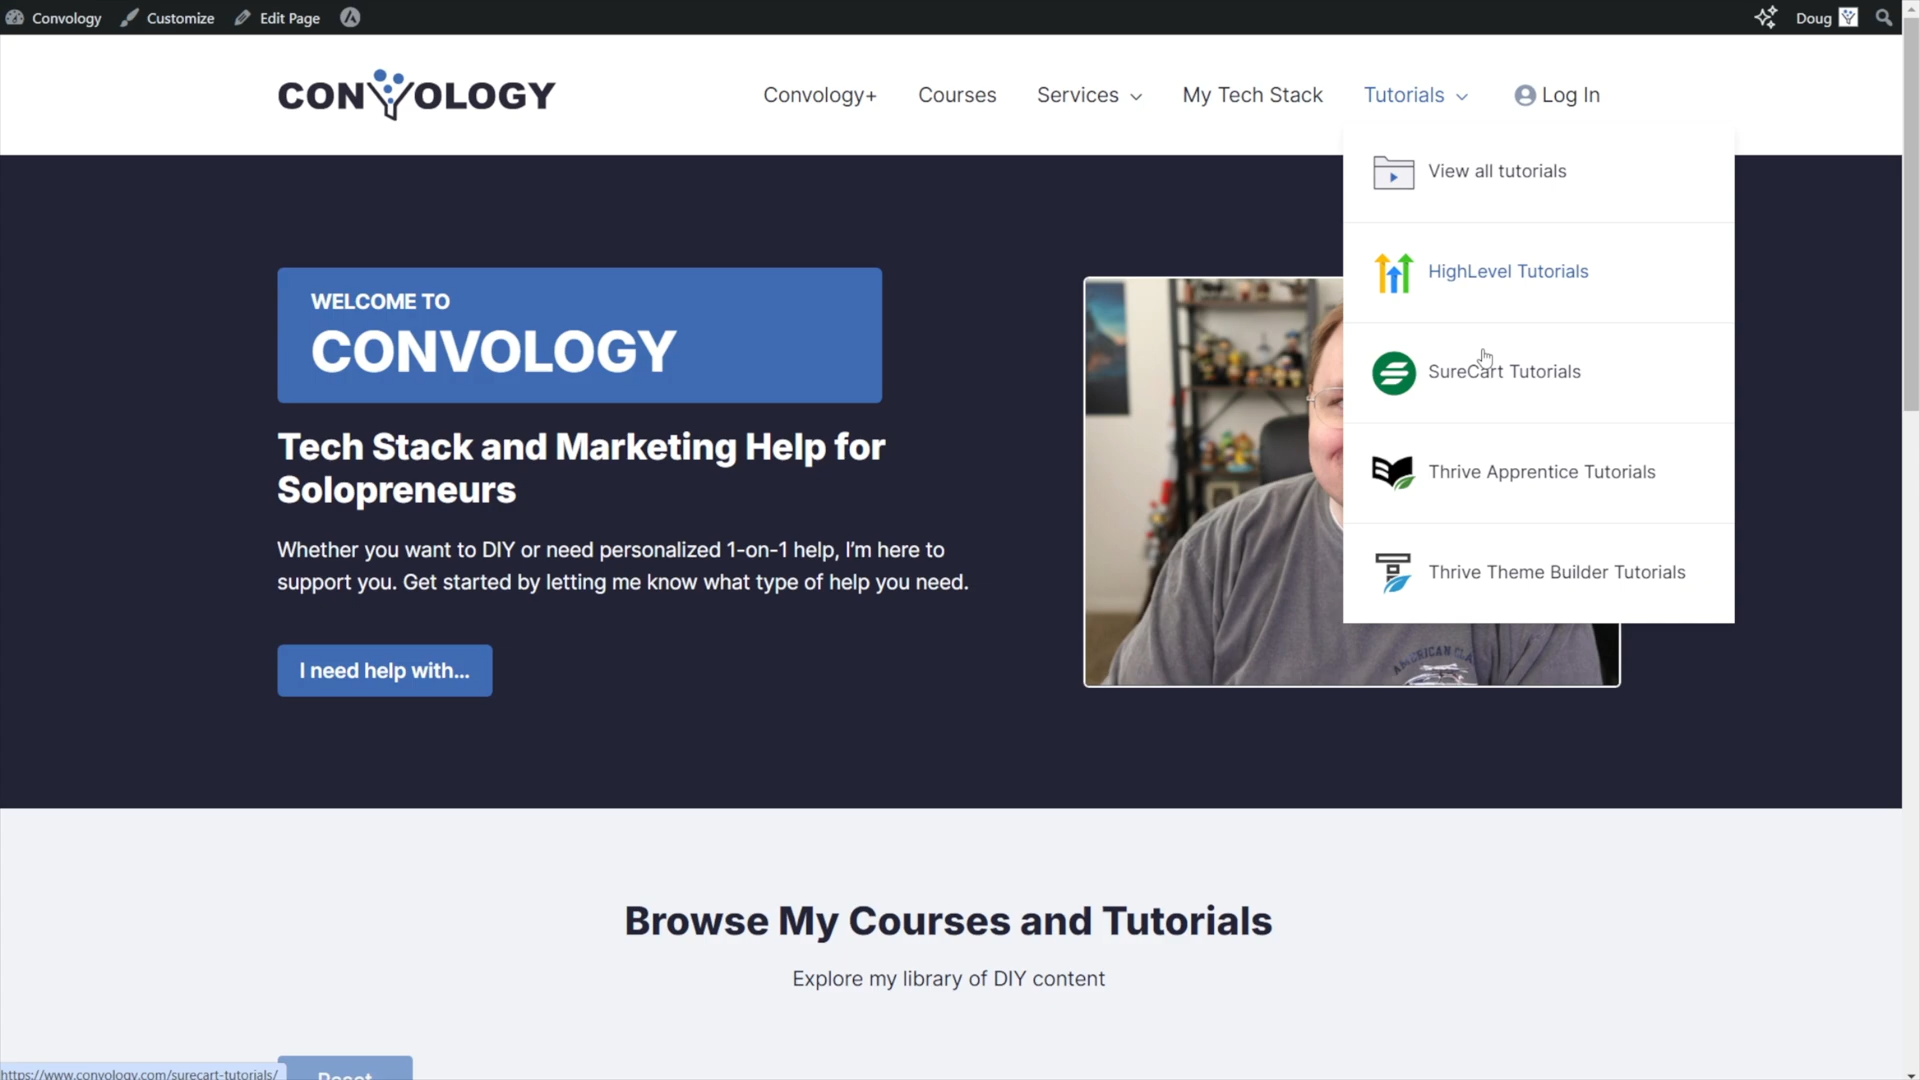 Convology Customize Edit Page Doug
CONVOLOGY Convology+ Courses Services My Tech Stack Tutorials Log In
View all tutorials
HighLevel Tutorials
SureCart Tutorials
Thrive Apprentice Tutorials
Thrive Theme Builder Tutorials
WELCOME TO
CONVOLOGY
Tech Stack and Marketing Help for
Solopreneurs
Whether you want to DIY or need personalized 1-on-1 help, I'm here to
support you. Get started by letting me know what type of help you need.
I need help with...
AMERICAN CLA
Browse My Courses and Tutorials
Explore my library of DIY content
Reset
https://www.convology.com/surecart-tutorials/